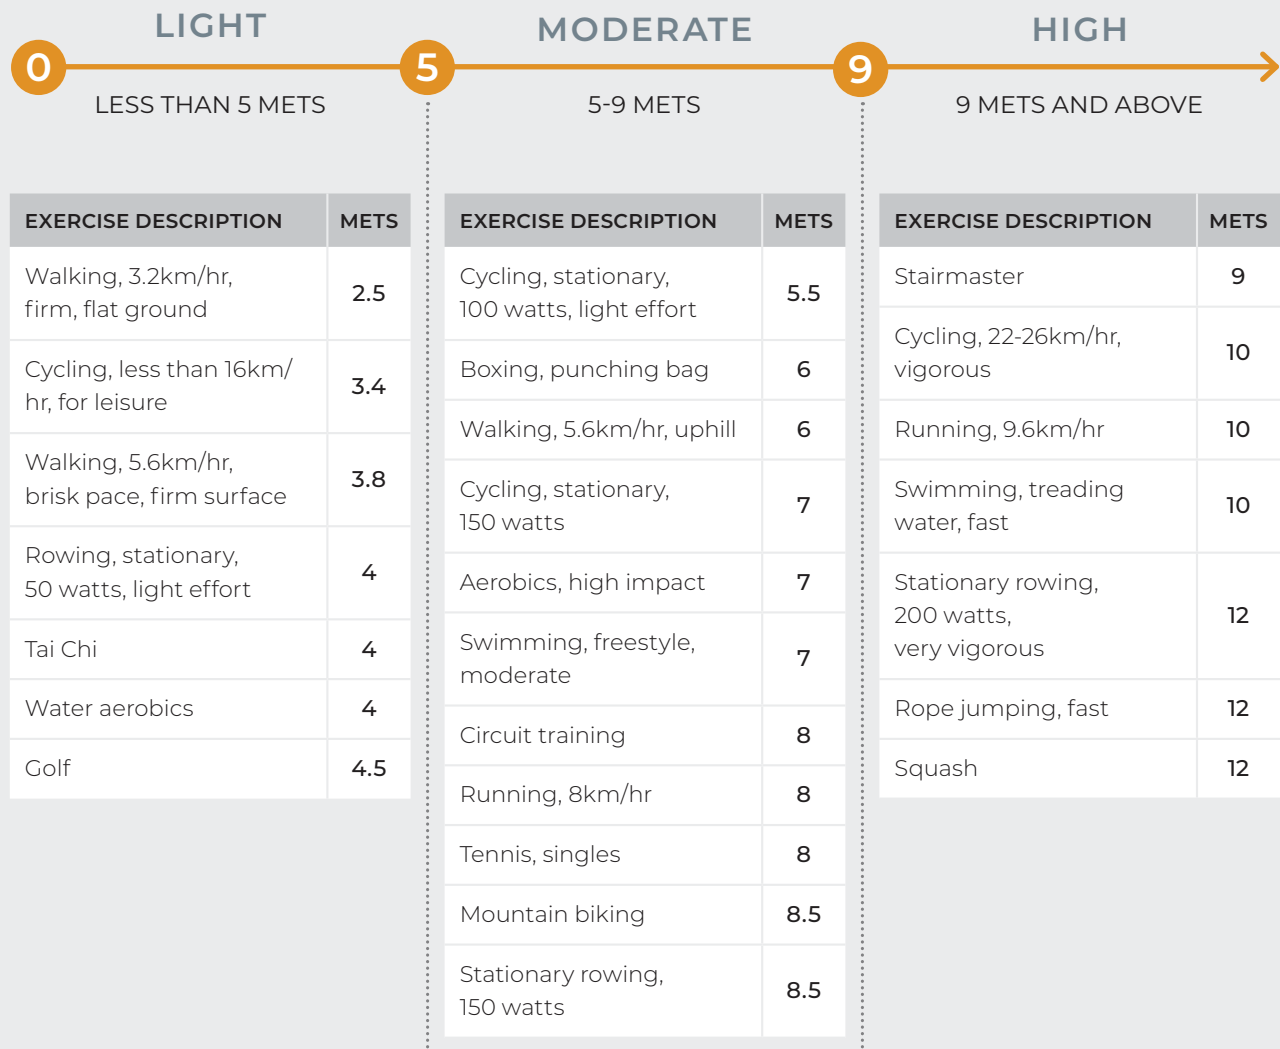 LIGHT
0
LESS THAN 5 METS
EXERCISE DESCRIPTION METS
Walking, 3.2km/hr,
firm, flat ground 2.5
Cycling, less than 16km/
hr, for leisure 3.4
Walking, 5.6km/hr,
brisk pace, firm surface 3.8
Rowing, stationary,
50 watts, light effort 4
Tai Chi 4
Water aerobics 4
Golf 4.5
MODERATE
5
5-9 METS
EXERCISE DESCRIPTION METS
Cycling, stationary,
100 watts, light effort 5.5
Boxing, punching bag 6
Walking, 5.6km/hr, uphill 6
Cycling, stationary,
150 watts 7
Aerobics, high impact 7
Swimming, freestyle,
moderate 7
Circuit training 8
Running, 8km/hr 8
Tennis, singles 8
Mountain biking 8.5
Stationary rowing,
150 watts 8.5
HIGH
9
9 METS AND ABOVE
EXERCISE DESCRIPTION METS
Stairmaster 9
Cycling, 22-26km/hr,
vigorous 10
Running, 9.6km/hr 10
Swimming, treading
water, fast 10
Stationary rowing,
200 watts,
very vigorous 12
Rope jumping, fast 12
Squash 12